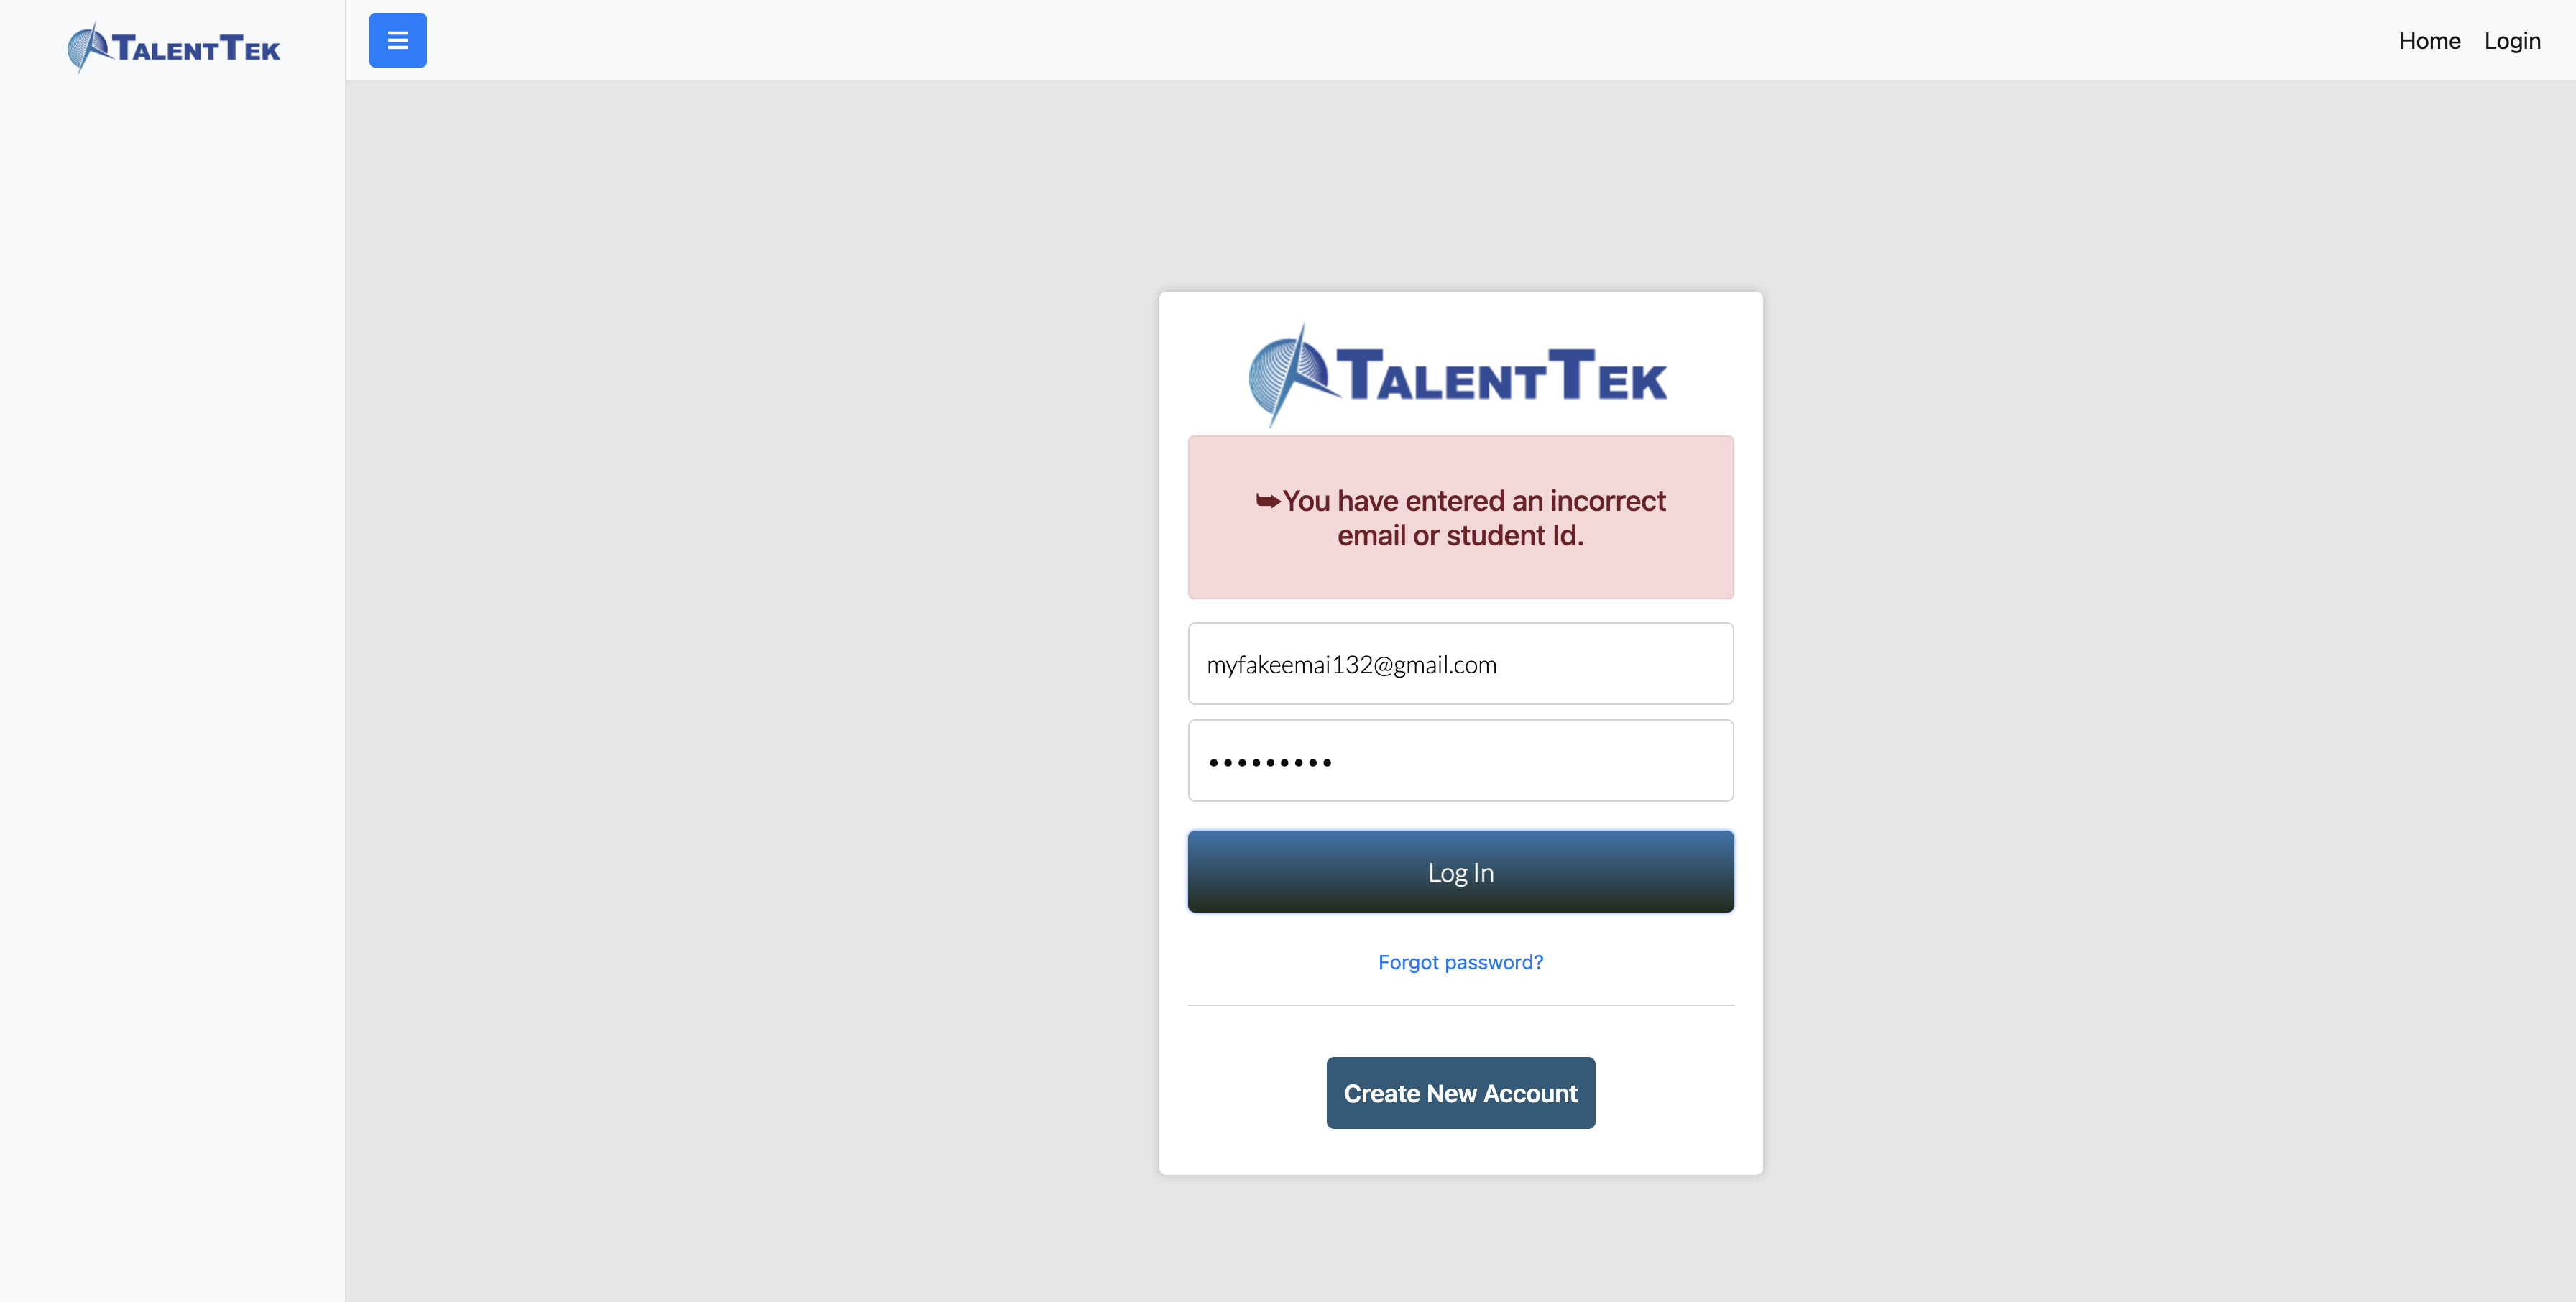 TALENTTEK
Home Login
TALENTTEK
➥You have entered an incorrect
email or student Id.
myfakeemai132@gmail.com
•••••••••
Log In
Forgot password?
Create New Account